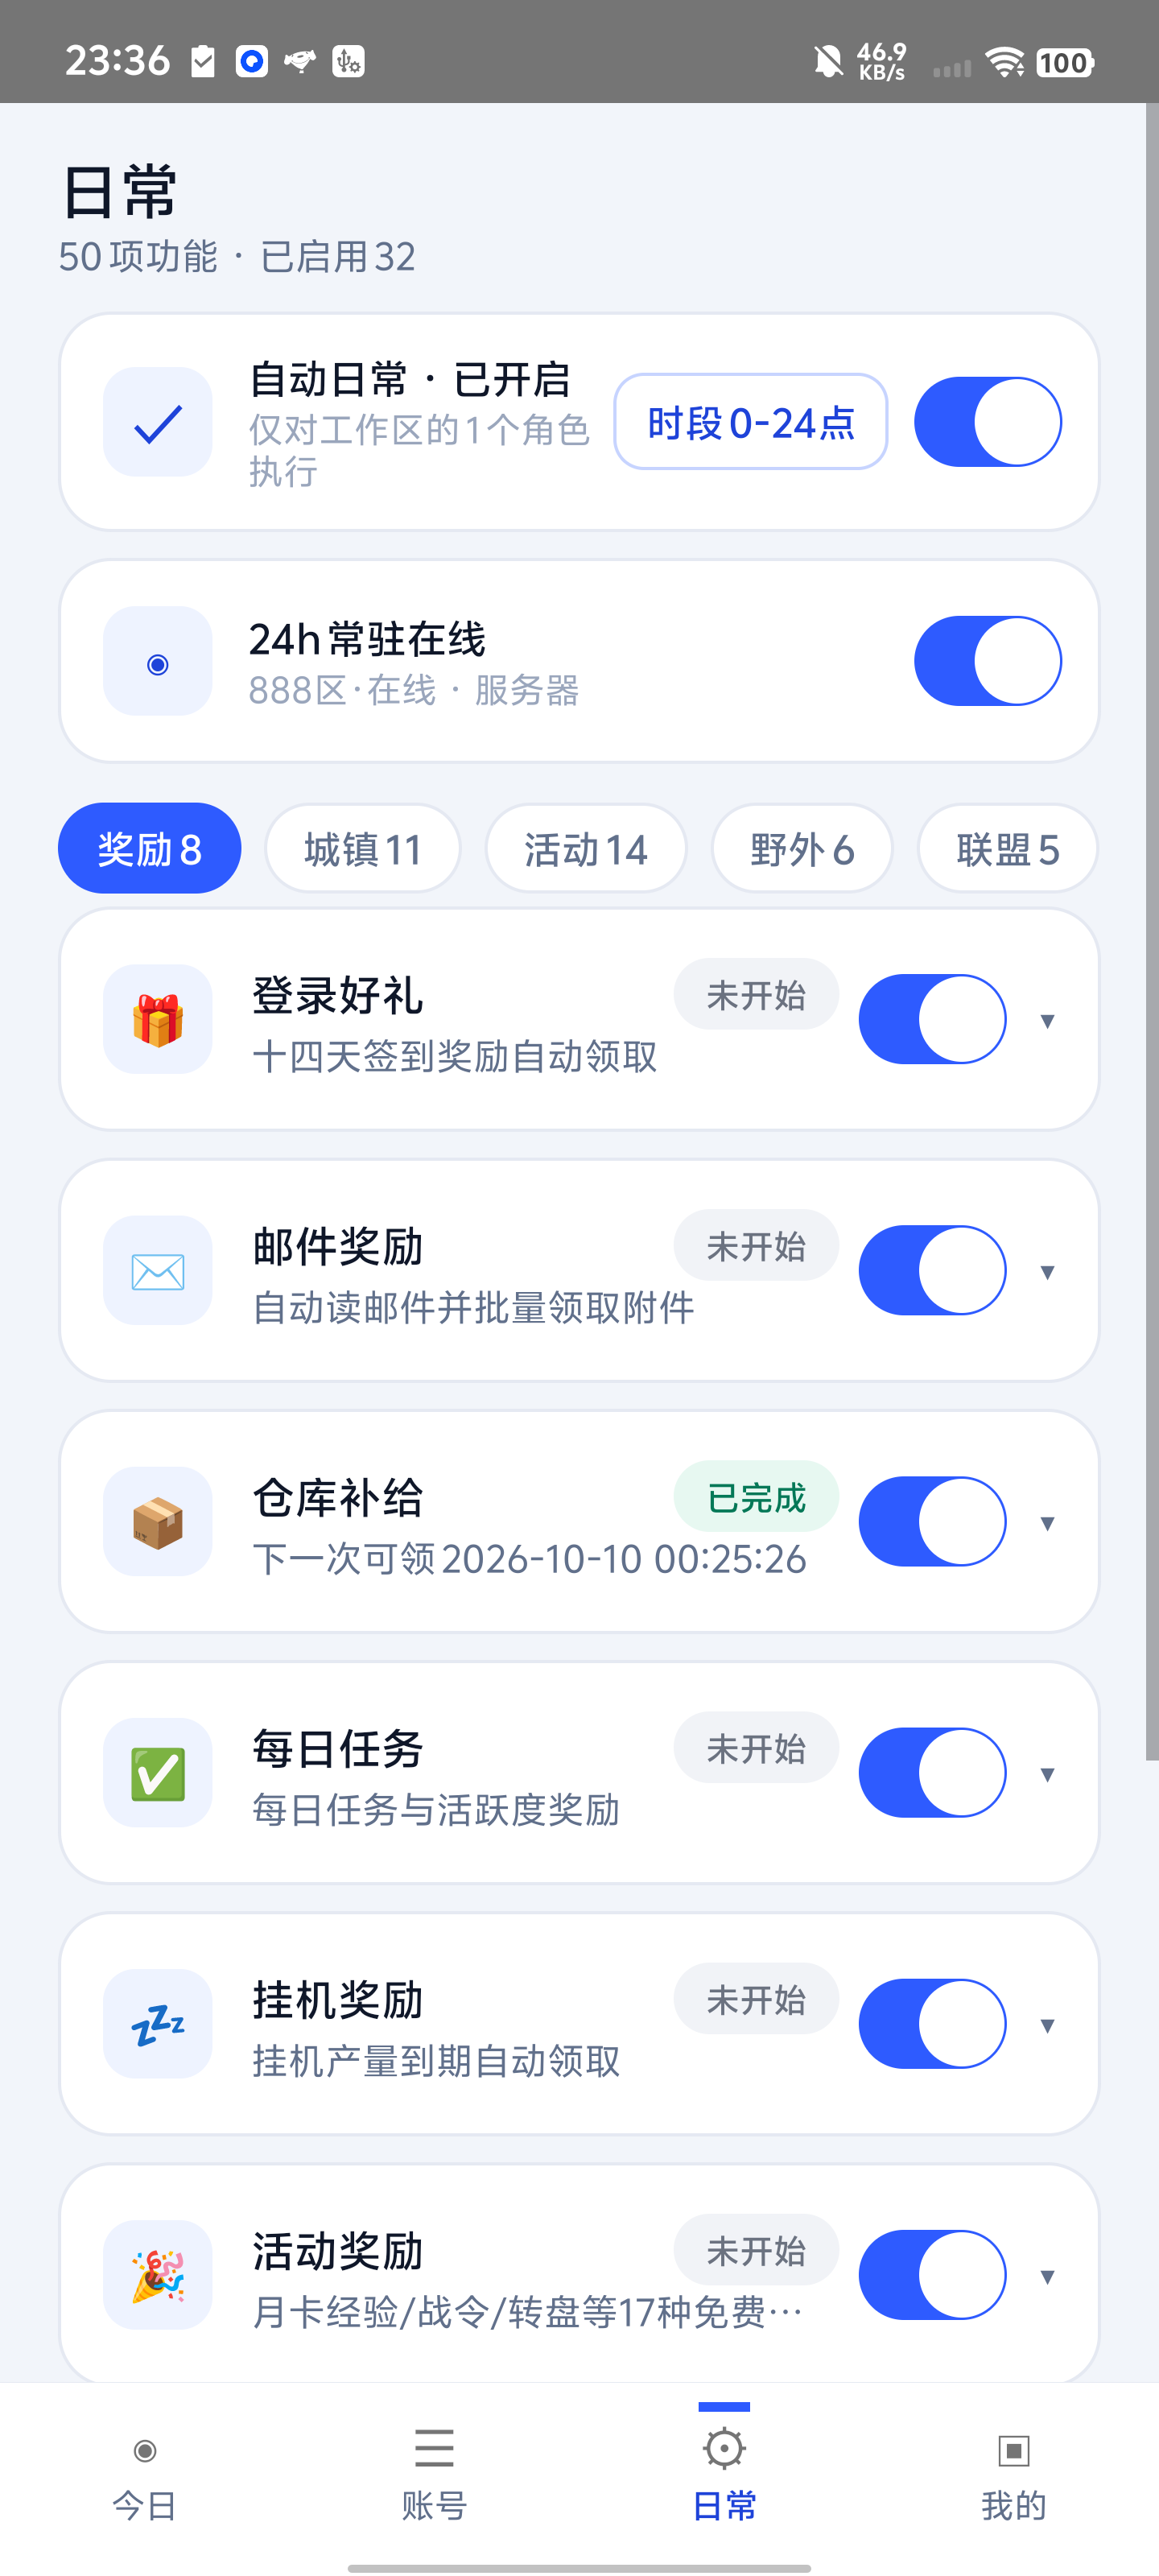 23:36
46.9
KB/s
100
日常
50 项功能 · 已启用 32
自动日常 · 已开启
仅对工作区的 1 个角色
执行
时段 0-24点
24h 常驻在线
888区·在线 · 服务器
奖励 8
城镇 11
活动 14
野外 6
联盟 5
登录好礼
未开始
十四天签到奖励自动领取
邮件奖励
未开始
自动读邮件并批量领取附件
仓库补给
已完成
下一次可领 2026-10-10 00:25:26
每日任务
未开始
每日任务与活跃度奖励
挂机奖励
未开始
挂机产量到期自动领取
活动奖励
未开始
月卡经验/战令/转盘等17种免费…
今日
账号
日常
我的